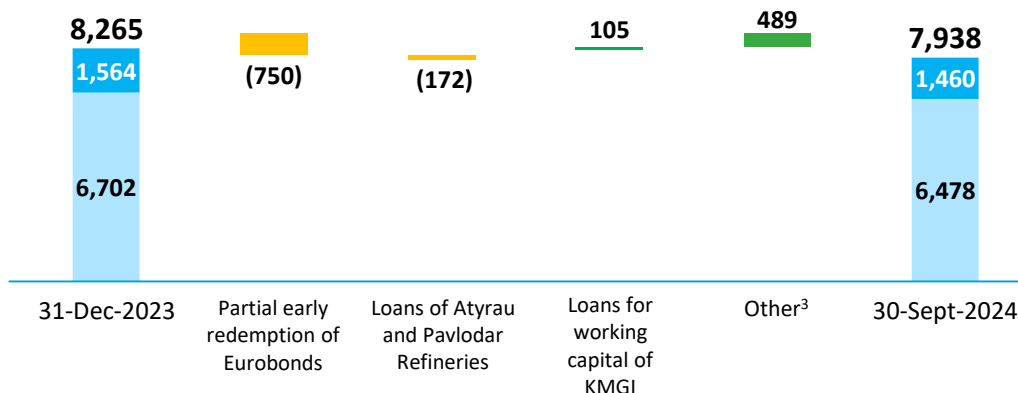 8,265
1,564
6,702
(750)
(172)
105
489
7,938
1,460
6,478
31-Dec-2023
Partial early
redemption of
Eurobonds
Loans of Atyrau
and Pavlodar
Refineries
Loans for
working
capital of
KMGI
Other³
30-Sept-2024